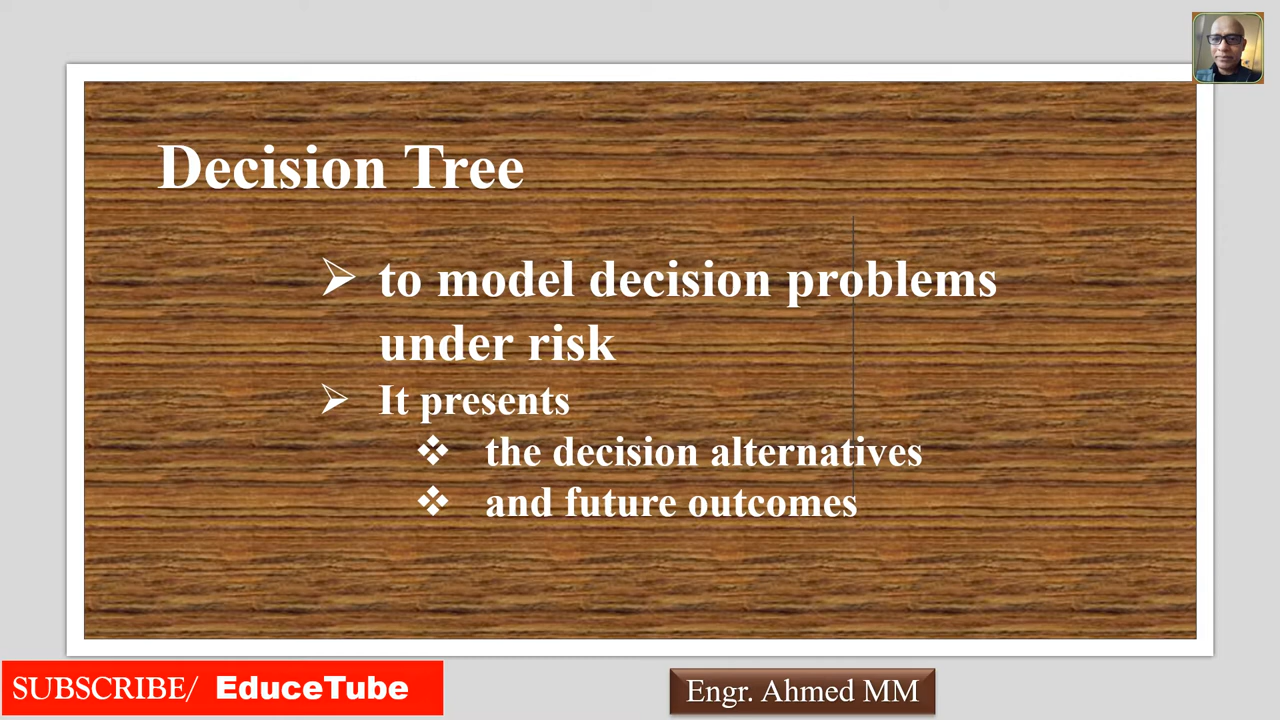 Decision Tree
to model decision problems
under risk
It presents
the decision alternatives
and future outcomes
SUBSCRIBE/ EduceTube
Engr. Ahmed MM